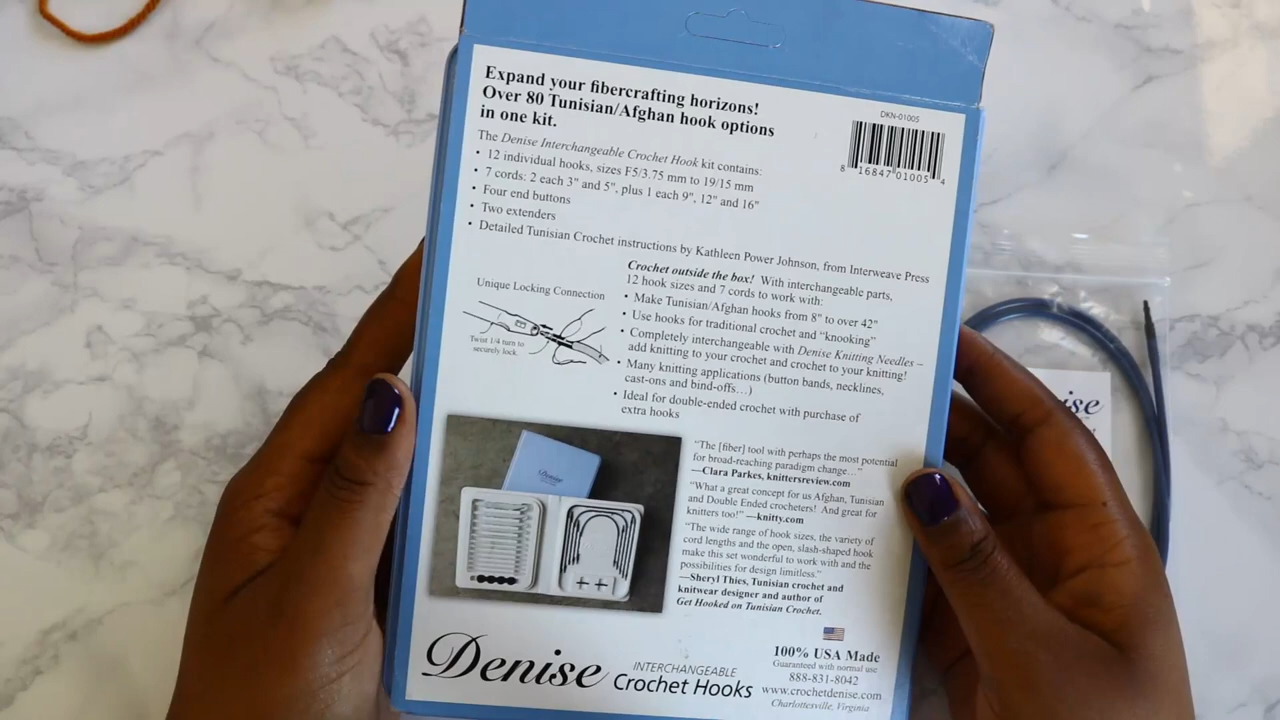 Expand your fibercrafting horizons!
Over 80 Tunisian/Afghan hook options
in one kit.
DKN-01005
8 16847 01005 4
The Denise Interchangeable Crochet Hook kit contains:
• 12 individual hooks, sizes F5/3.75 mm to 19/15 mm
• 7 cords: 2 each 3" and 5", plus 1 each 9", 12" and 16"
• Four end buttons
• Two extenders
• Detailed Tunisian Crochet instructions by Kathleen Power Johnson, from Interweave Press
Unique Locking Connection
Twist 1/4 turn to
securely lock.
Crochet outside the box! With interchangeable parts,
12 hook sizes and 7 cords to work with:
• Make Tunisian/Afghan hooks from 8" to over 42"
• Use hooks for traditional crochet and “knooking”
• Completely interchangeable with Denise Knitting Needles –
add knitting to your crochet and crochet to your knitting!
• Many knitting applications (button bands, necklines,
cast-ons and bind-offs…)
• Ideal for double-ended crochet with purchase of
extra hooks
Denise
“The [fiber] tool with perhaps the most potential
for broad-reaching paradigm change…”
—Clara Parkes, knittersreview.com
“What a great concept for us Afghan, Tunisian
and Double Ended crocheters! And great for
knitters too!” —knitty.com
“The wide range of hook sizes, the variety of
cord lengths and the open, slash-shaped hook
make this set wonderful to work with and the
possibilities for design limitless.”
—Sheryl Thies, Tunisian crochet and
knitwear designer and author of
Get Hooked on Tunisian Crochet.
Denise INTERCHANGEABLE
Crochet Hooks
100% USA Made
Guaranteed with normal use
888-831-8042
www.crochetdenise.com
Charlottesville, Virginia